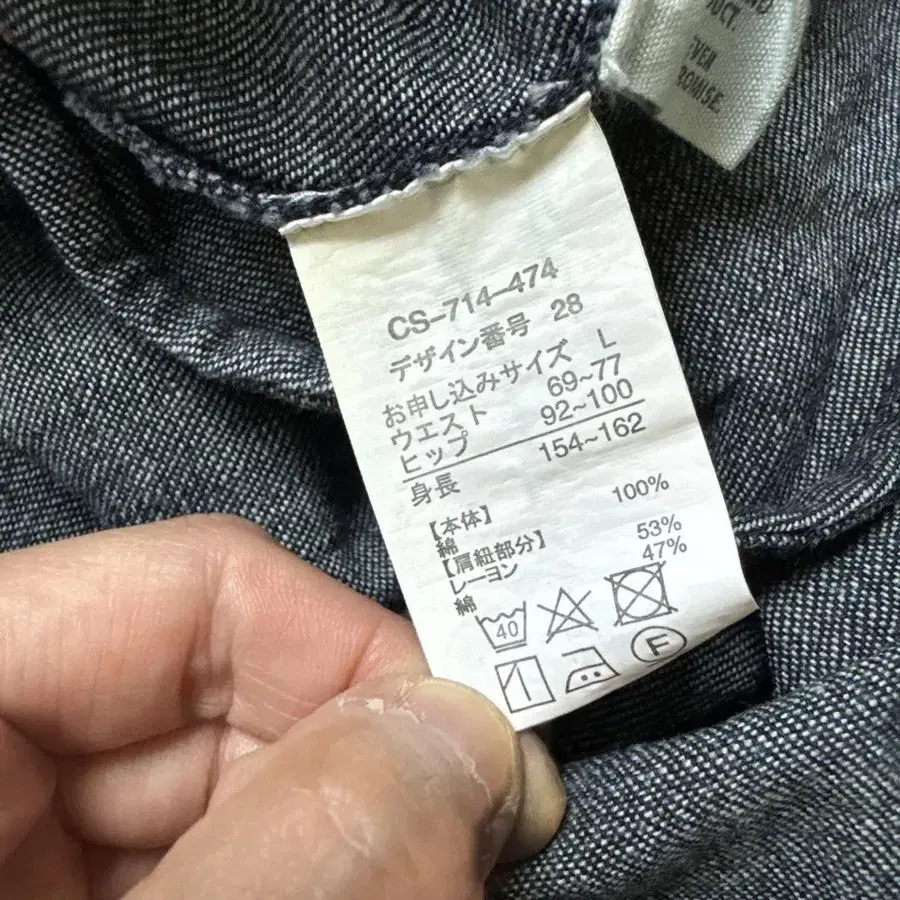 CS-714-474
デザイン番号 28
お申し込みサイズ L
ウエスト 69~77
ヒップ 92~100
身長 154~162
【本体】
綿 100%
【肩紐部分】
レーヨン 53%
綿 47%
40
F